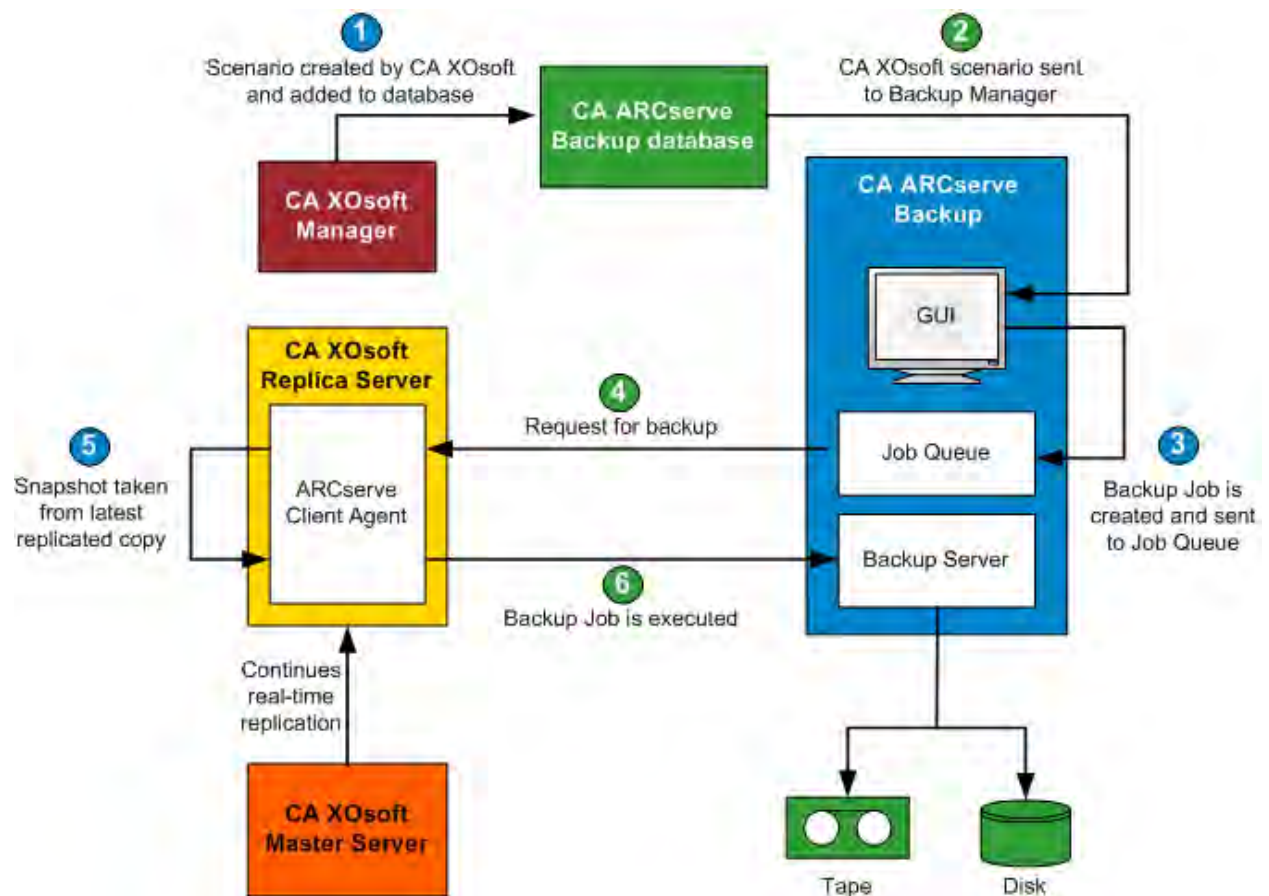 1
Scenario created by CA XOsoft
and added to database
2
CA XOsoft scenario sent
to Backup Manager
CA ARCserve
Backup database
CA XOsoft
Manager
CA ARCserve
Backup
GUI
CA XOsoft
Replica Server
4
Request for backup
Job Queue
3
Backup Job is
created and sent
to Job Queue
5
Snapshot taken
from latest
replicated copy
ARCserve
Client Agent
Backup Server
6
Backup Job is executed
Continues
real-time
replication
CA XOsoft
Master Server
Tape
Disk